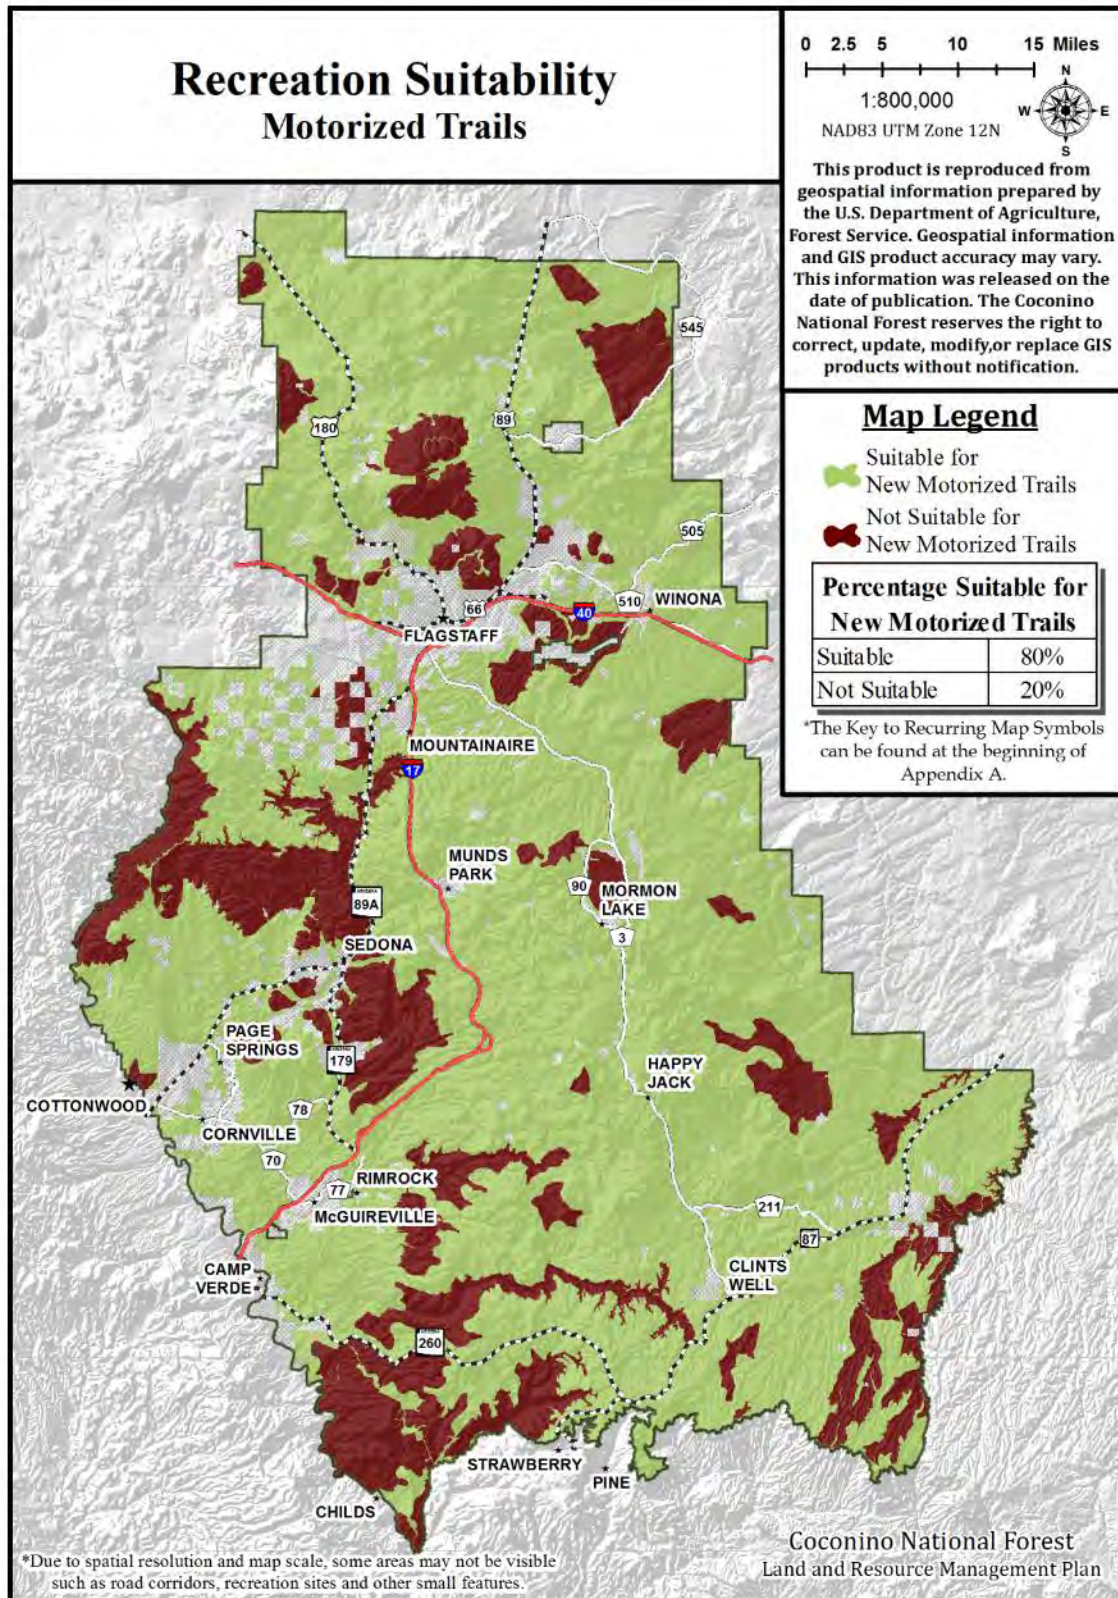 Recreation Suitability
Motorized Trails
0 2.5 5 10 15 Miles
1:800,000
NAD83 UTM Zone 12N
N
W E
S
This product is reproduced from
geospatial information prepared by
the U.S. Department of Agriculture,
Forest Service. Geospatial information
and GIS product accuracy may vary.
This information was released on the
date of publication. The Coconino
National Forest reserves the right to
correct, update, modify,or replace GIS
products without notification.
Map Legend
Suitable for
New Motorized Trails
Not Suitable for
New Motorized Trails
Percentage Suitable for
New Motorized Trails
Suitable 80%
Not Suitable 20%
*The Key to Recurring Map Symbols
can be found at the beginning of
Appendix A.
545
180
89
505
510
WINONA
66
40
FLAGSTAFF
MOUNTAINAIRE
17
MUNDS
PARK
90
MORMON
LAKE
89A
3
SEDONA
PAGE
SPRINGS
179
HAPPY
JACK
COTTONWOOD
78
CORNVILLE
70
RIMROCK
77
McGUIREVILLE
211
87
CAMP
VERDE
CLINTS
WELL
ARIZONA
260
STRAWBERRY
PINE
CHILDS
*Due to spatial resolution and map scale, some areas may not be visible
such as road corridors, recreation sites and other small features.
Coconino National Forest
Land and Resource Management Plan